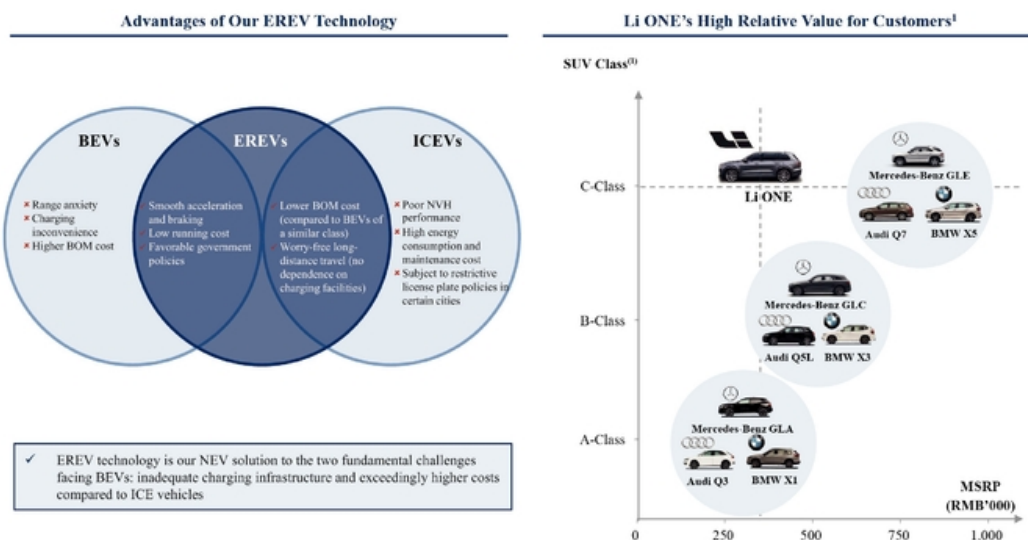 Advantages of Our EREV Technology
BEVs
EREVs
ICEVs
× Range anxiety
× Charging
inconvenience
× Higher BOM cost
Smooth acceleration
and braking
Low running cost
Favorable government
policies
Lower BOM cost
(compared to BEVs of
a similar class)
Worry-free long-
distance travel (no
dependence on
charging facilities)
× Poor NVH
performance
× High energy
consumption and
maintenance cost
× Subject to restrictive
license plate policies in
certain cities
✓ EREV technology is our NEV solution to the two fundamental challenges
facing BEVs: inadequate charging infrastructure and exceedingly higher costs
compared to ICE vehicles
Li ONE's High Relative Value for Customers¹
SUV Class⁽¹⁾
C-Class
B-Class
A-Class
Li ONE
Mercedes-Benz GLE
Audi Q7
BMW X5
Mercedes-Benz GLC
Audi Q5L
BMW X3
Mercedes-Benz GLA
Audi Q3
BMW X1
MSRP
(RMB'000)
0
250
500
750
1,000